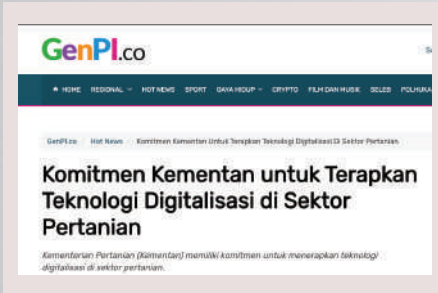 GenPI.co
HOME REGIONAL HOT NEWS SPORT GAYA HIDUP CRYPTO FILM DAN MUSIK SELEB POLHUKA
GenPI.co Hot News Komitmen Kementan Untuk Terapkan Teknologi Digitalisasi Di Sektor Pertanian
Komitmen Kementan untuk Terapkan
Teknologi Digitalisasi di Sektor
Pertanian
Kementerian Pertanian (Kementan) memiliki komitmen untuk menerapkan teknologi
digitalisasi di sektor pertanian.